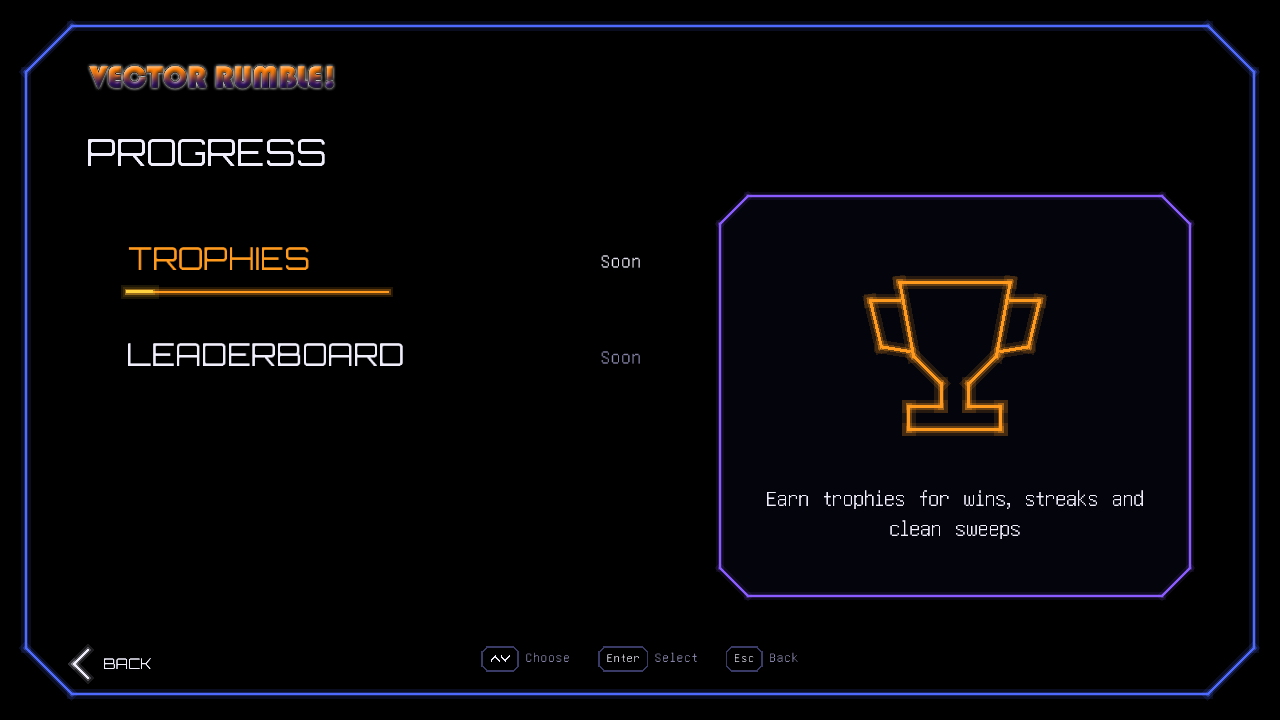 VECTOR RUMBLE!
PROGRESS
TROPHIES
Soon
LEADERBOARD
Soon
Earn trophies for wins, streaks and
clean sweeps
BACK
Choose
Enter Select
Esc Back